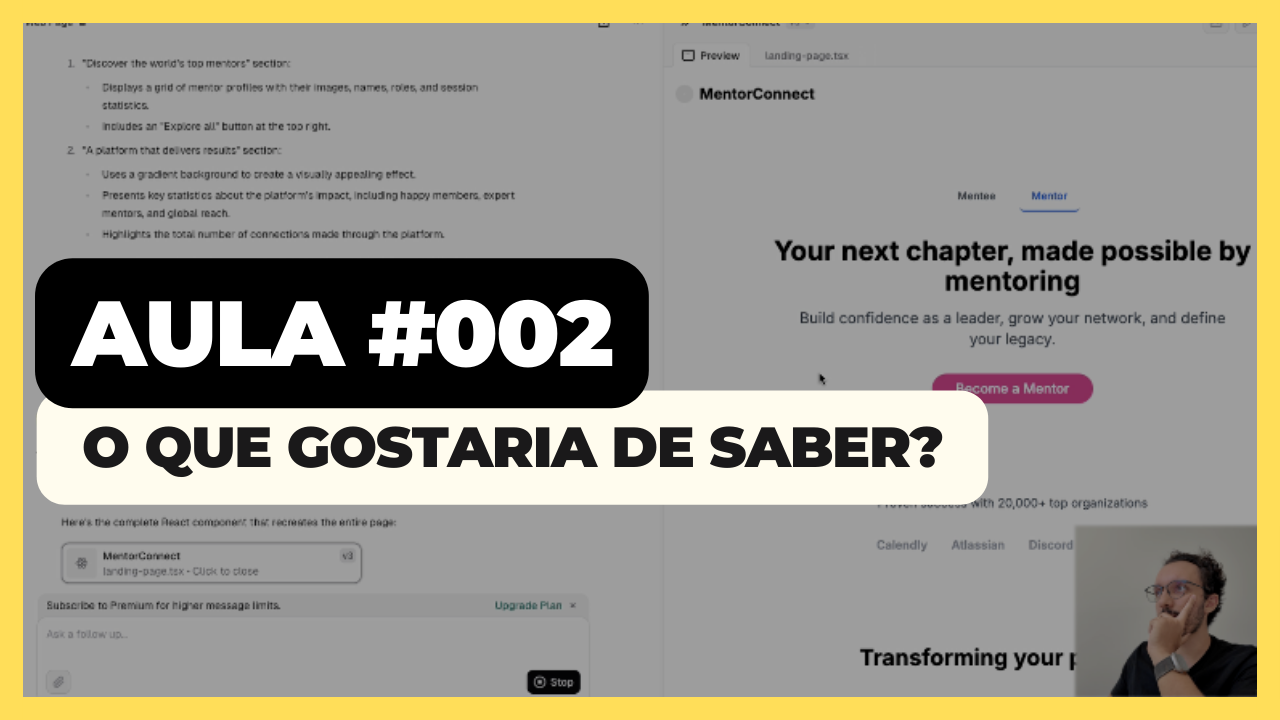 Web Page
1. "Discover the world's top mentors" section:
- Displays a grid of mentor profiles with their images, names, roles, and session
statistics.
- Includes an "Explore all" button at the top right.
2. "A platform that delivers results" section:
- Uses a gradient background to create a visually appealing effect.
- Presents key statistics about the platform's impact, including happy members, expert
mentors, and global reach.
- Highlights the total number of connections made through the platform.
AULA #002
O QUE GOSTARIA DE SABER?
Here's the complete React component that recreates the entire page:
MentorConnect
v3
landing-page.tsx - Click to close
Subscribe to Premium for higher message limits.
Upgrade Plan ×
Ask a follow up...
Stop
MentorConnect
Preview
landing-page.tsx
MentorConnect
Mentee
Mentor
Your next chapter, made possible by
mentoring
Build confidence as a leader, grow your network, and define
your legacy.
Become a Mentor
Proven success with 20,000+ top organizations
Calendly
Atlassian
Discord
Transforming your